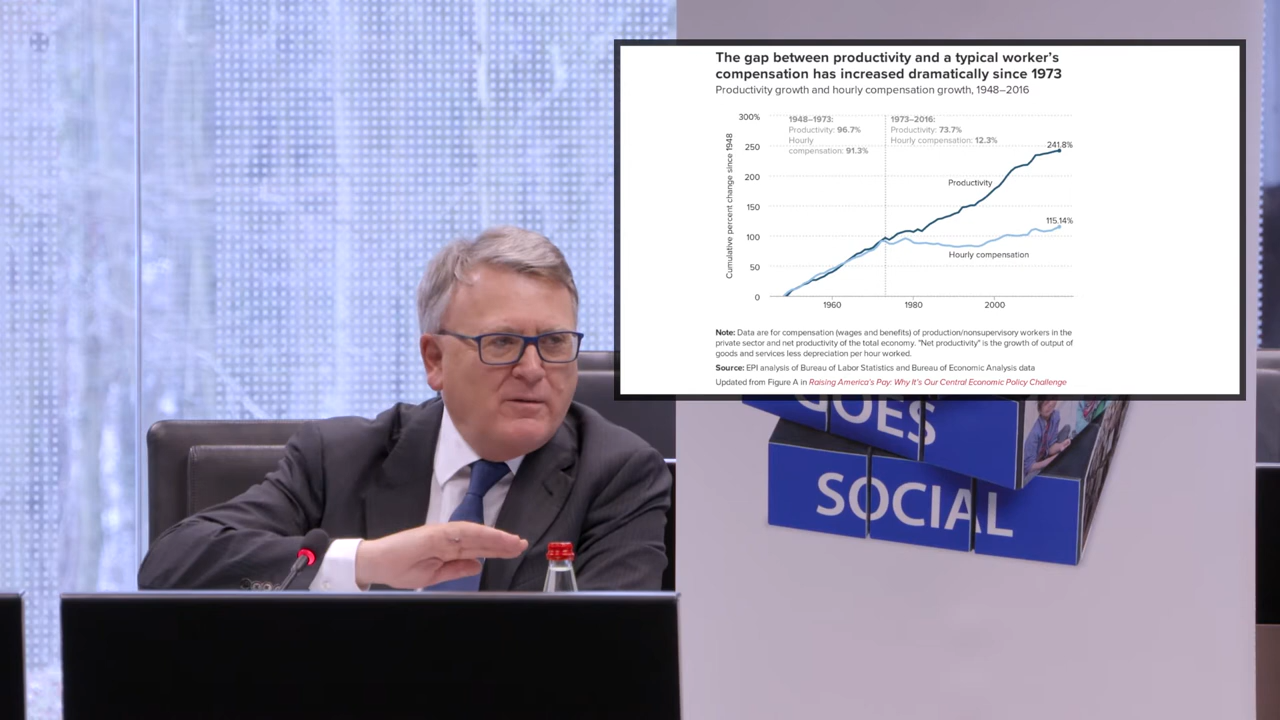 The gap between productivity and a typical worker's
compensation has increased dramatically since 1973
Productivity growth and hourly compensation growth, 1948–2016
Cumulative percent change since 1948
300%
250
200
150
100
50
0
1948–1973:
Productivity: 96.7%
Hourly
compensation: 91.3%
1973–2016:
Productivity: 73.7%
Hourly compensation: 12.3%
241.8%
Productivity
115.14%
Hourly compensation
1960
1980
2000
Note: Data are for compensation (wages and benefits) of production/nonsupervisory workers in the
private sector and net productivity of the total economy. "Net productivity" is the growth of output of
goods and services less depreciation per hour worked.
Source: EPI analysis of Bureau of Labor Statistics and Bureau of Economic Analysis data
Updated from Figure A in Raising America's Pay: Why It's Our Central Economic Policy Challenge
GOES
SOCIAL